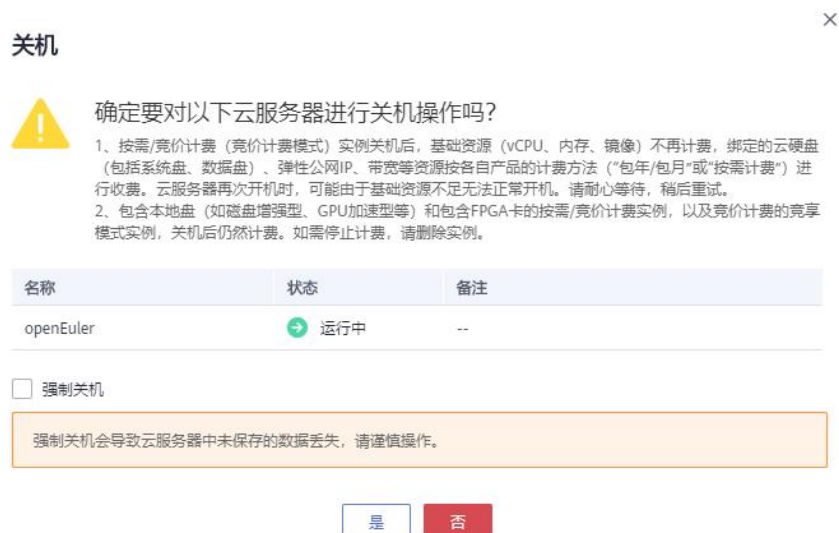 关机
确定要对以下云服务器进行关机操作吗?
1、按需/竞价计费（竞价计费模式）实例关机后，基础资源（vCPU、内存、镜像）不再计费，绑定的云硬盘
（包括系统盘、数据盘）、弹性公网IP、带宽等资源按各自产品的计费方法（“包年/包月”或“按需计费”）进
行收费。云服务器再次开机时，可能由于基础资源不足无法正常开机。请耐心等待，稍后重试。
2、包含本地盘（如磁盘增强型、GPU加速型等）和包含FPGA卡的按需/竞价计费实例，以及竞价计费的竞享
模式实例，关机后仍然计费。如需停止计费，请删除实例。
名称 状态 备注
openEuler 运行中 --
强制关机
强制关机会导致云服务器中未保存的数据丢失，请谨慎操作。
是 否